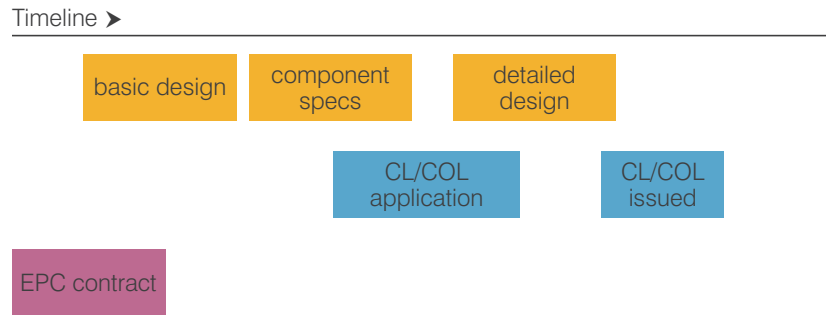 Timeline ➤
basic design
component
specs
detailed
design
CL/COL
application
CL/COL
issued
EPC contract